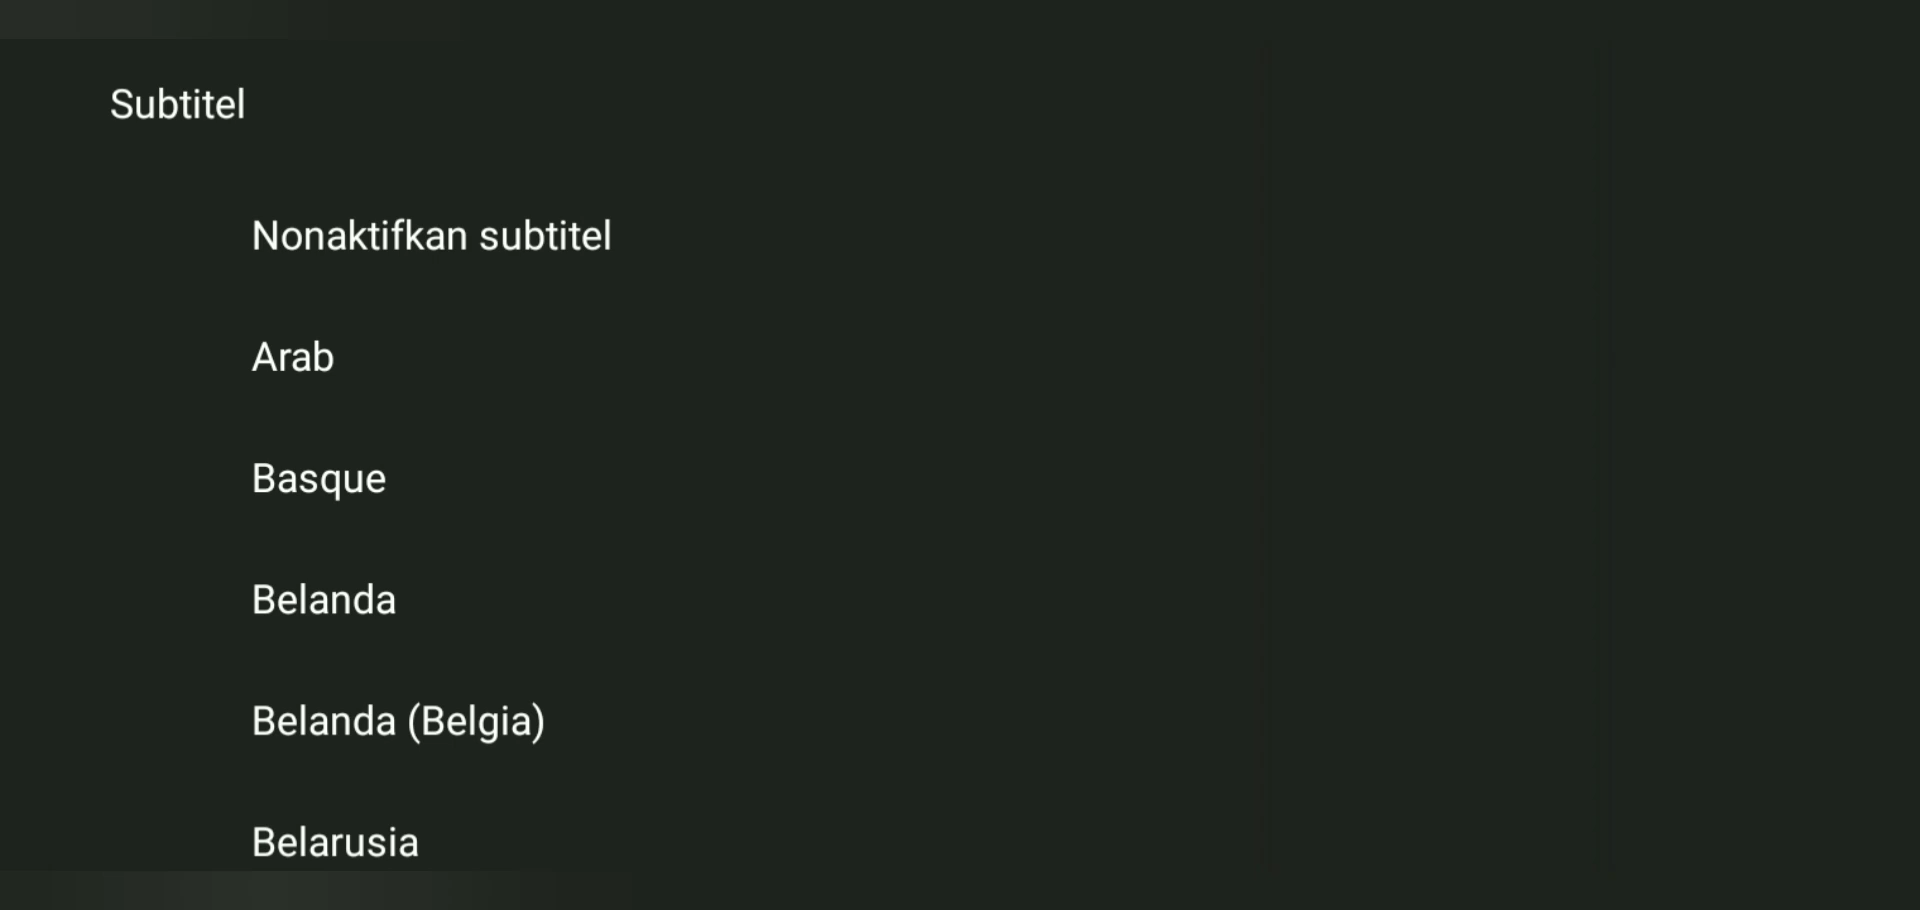 Subtitel
Nonaktifkan subtitel
Arab
Basque
Belanda
Belanda (Belgia)
Belarusia